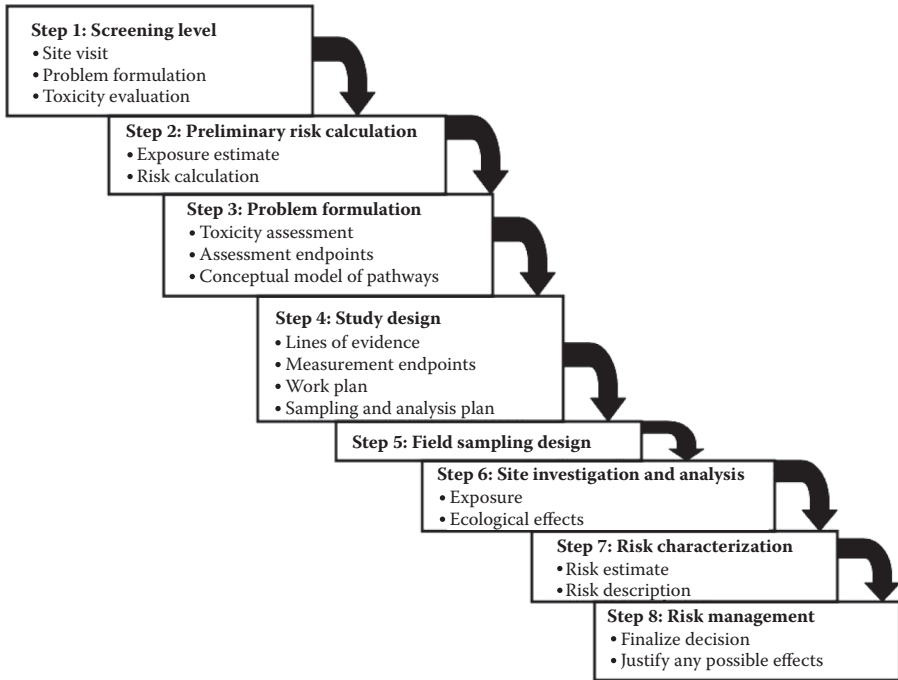 Step 1: Screening level
• Site visit
• Problem formulation
• Toxicity evaluation
Step 2: Preliminary risk calculation
• Exposure estimate
• Risk calculation
Step 3: Problem formulation
• Toxicity assessment
• Assessment endpoints
• Conceptual model of pathways
Step 4: Study design
• Lines of evidence
• Measurement endpoints
• Work plan
• Sampling and analysis plan
Step 5: Field sampling design
Step 6: Site investigation and analysis
• Exposure
• Ecological effects
Step 7: Risk characterization
• Risk estimate
• Risk description
Step 8: Risk management
• Finalize decision
• Justify any possible effects